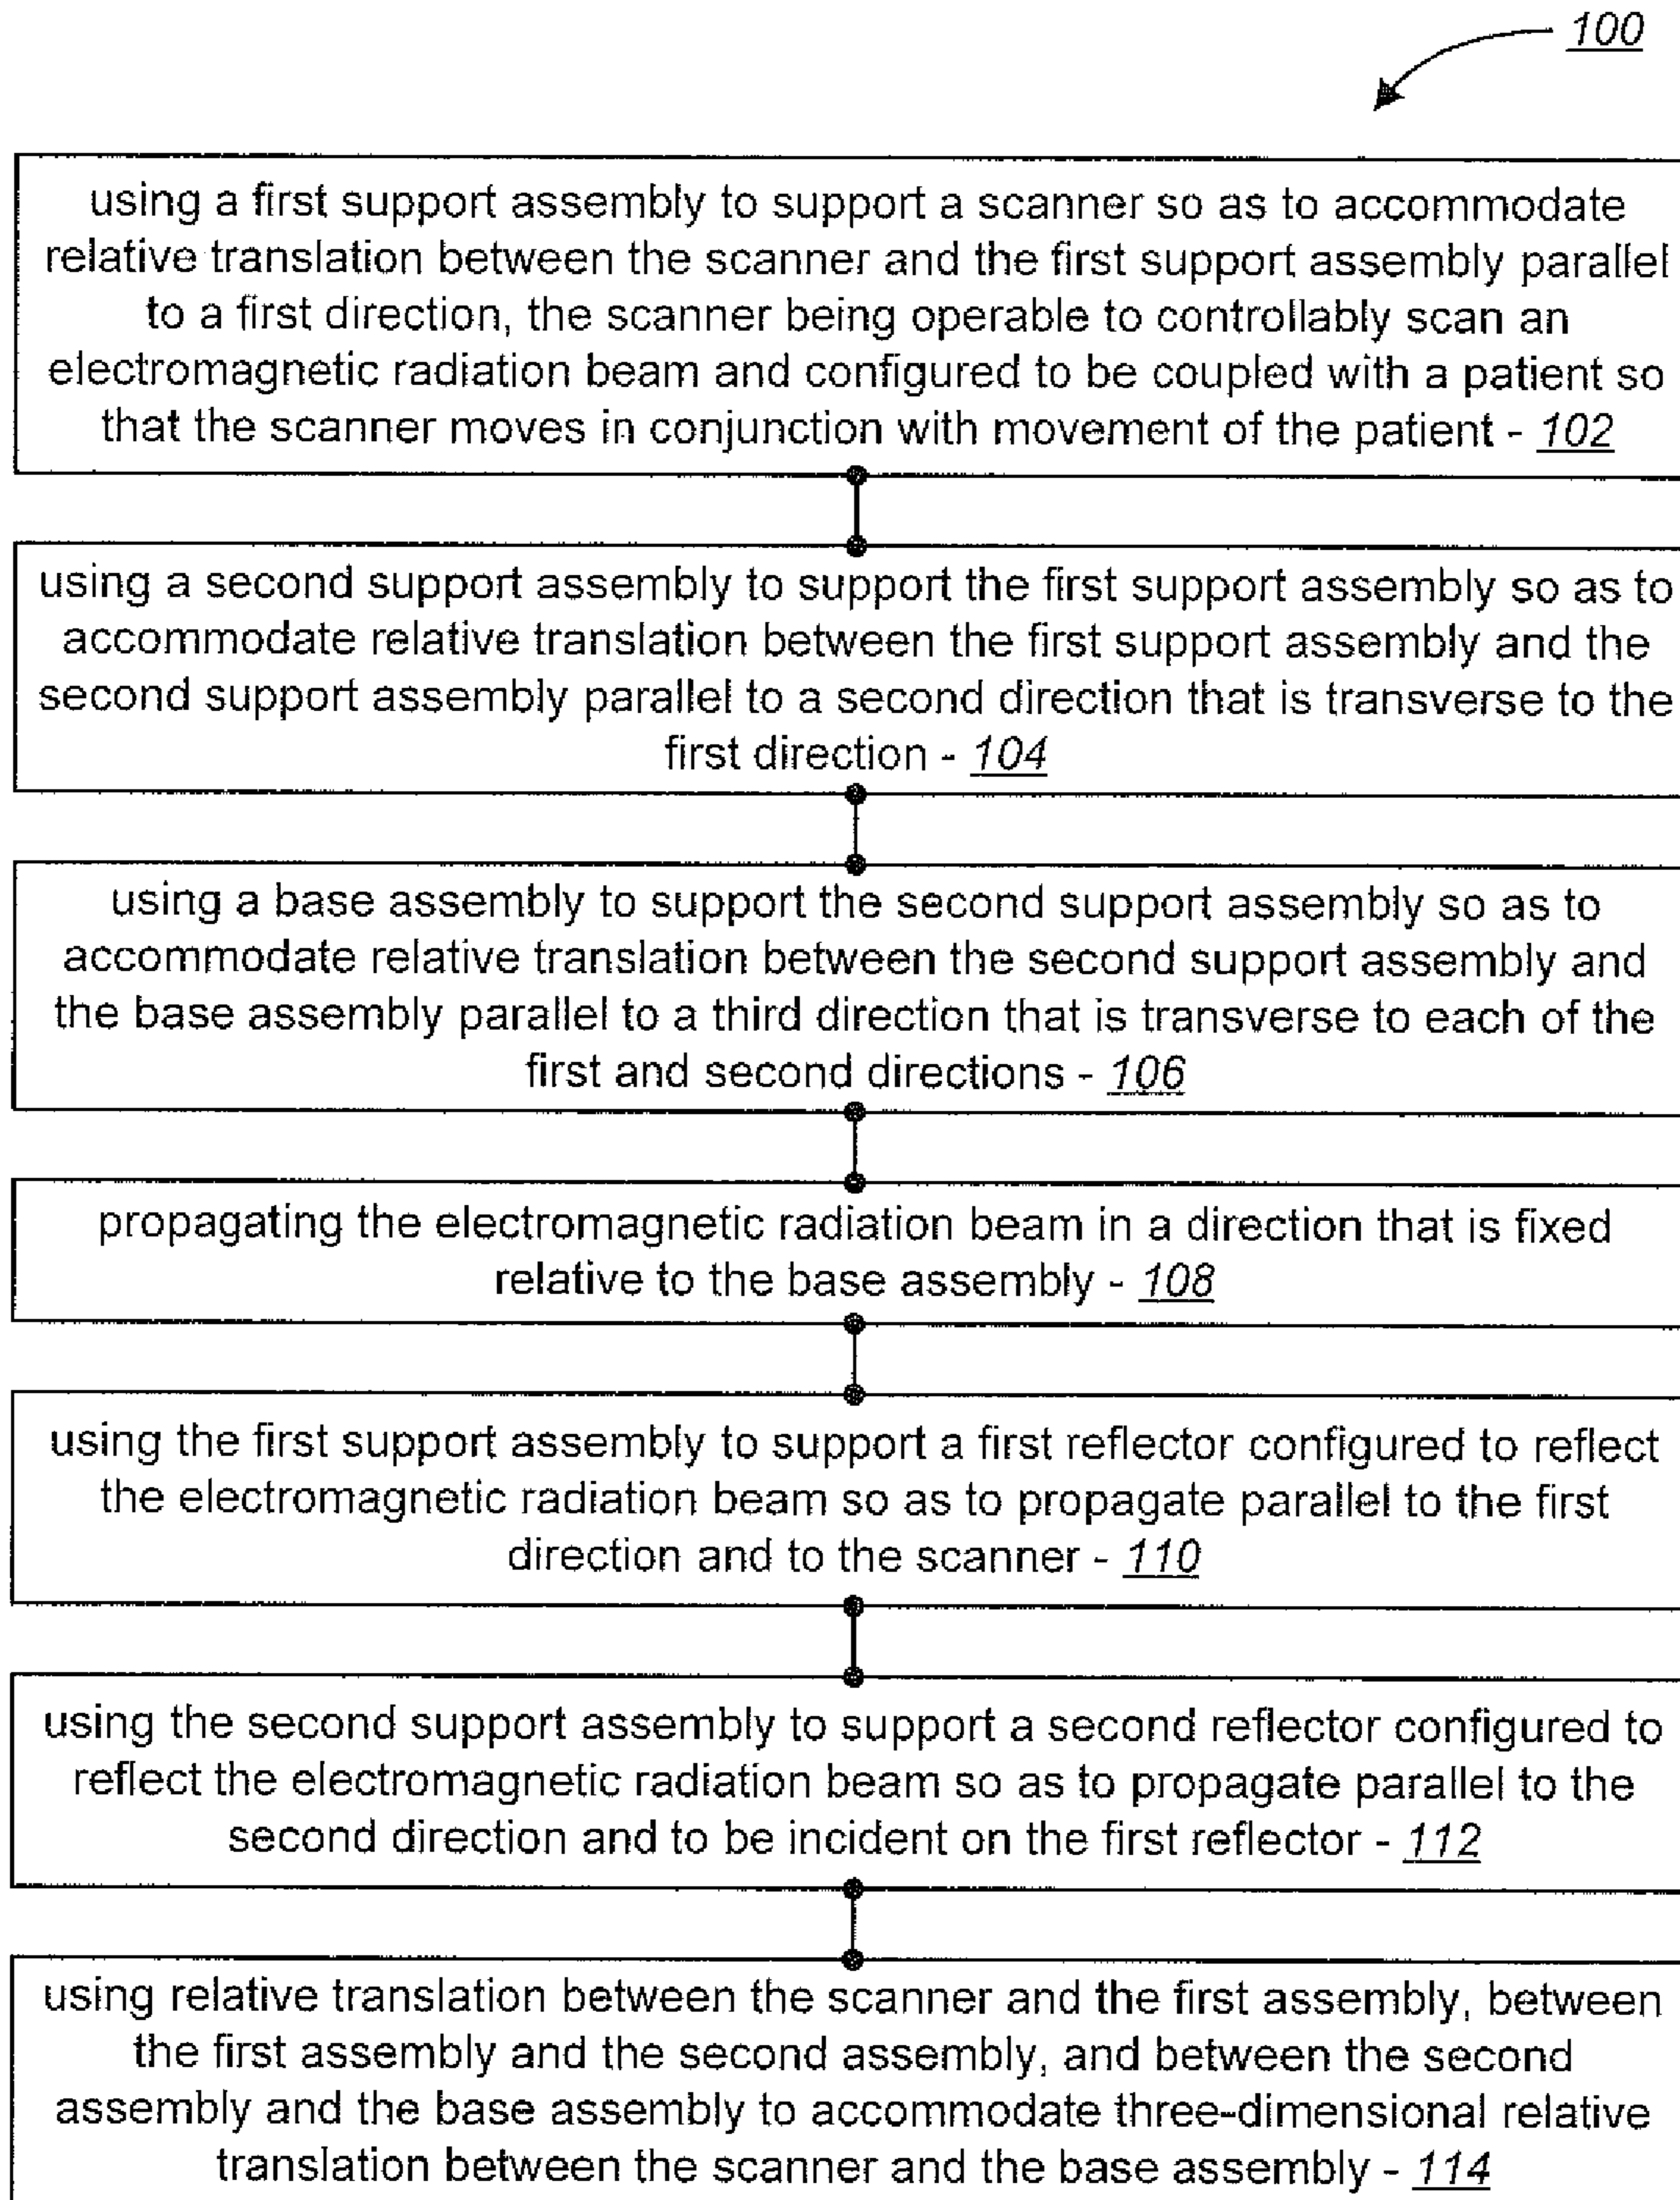 100
using a first support assembly to support a scanner so as to accommodate
relative translation between the scanner and the first support assembly parallel
to a first direction, the scanner being operable to controllably scan an
electromagnetic radiation beam and configured to be coupled with a patient so
that the scanner moves in conjunction with movement of the patient - 102
using a second support assembly to support the first support assembly so as to
accommodate relative translation between the first support assembly and the
second support assembly parallel to a second direction that is transverse to the
first direction - 104
using a base assembly to support the second support assembly so as to
accommodate relative translation between the second support assembly and
the base assembly parallel to a third direction that is transverse to each of the
first and second directions - 106
propagating the electromagnetic radiation beam in a direction that is fixed
relative to the base assembly - 108
using the first support assembly to support a first reflector configured to reflect
the electromagnetic radiation beam so as to propagate parallel to the first
direction and to the scanner - 110
using the second support assembly to support a second reflector configured to
reflect the electromagnetic radiation beam so as to propagate parallel to the
second direction and to be incident on the first reflector - 112
using relative translation between the scanner and the first assembly, between
the first assembly and the second assembly, and between the second
assembly and the base assembly to accommodate three-dimensional relative
translation between the scanner and the base assembly - 114